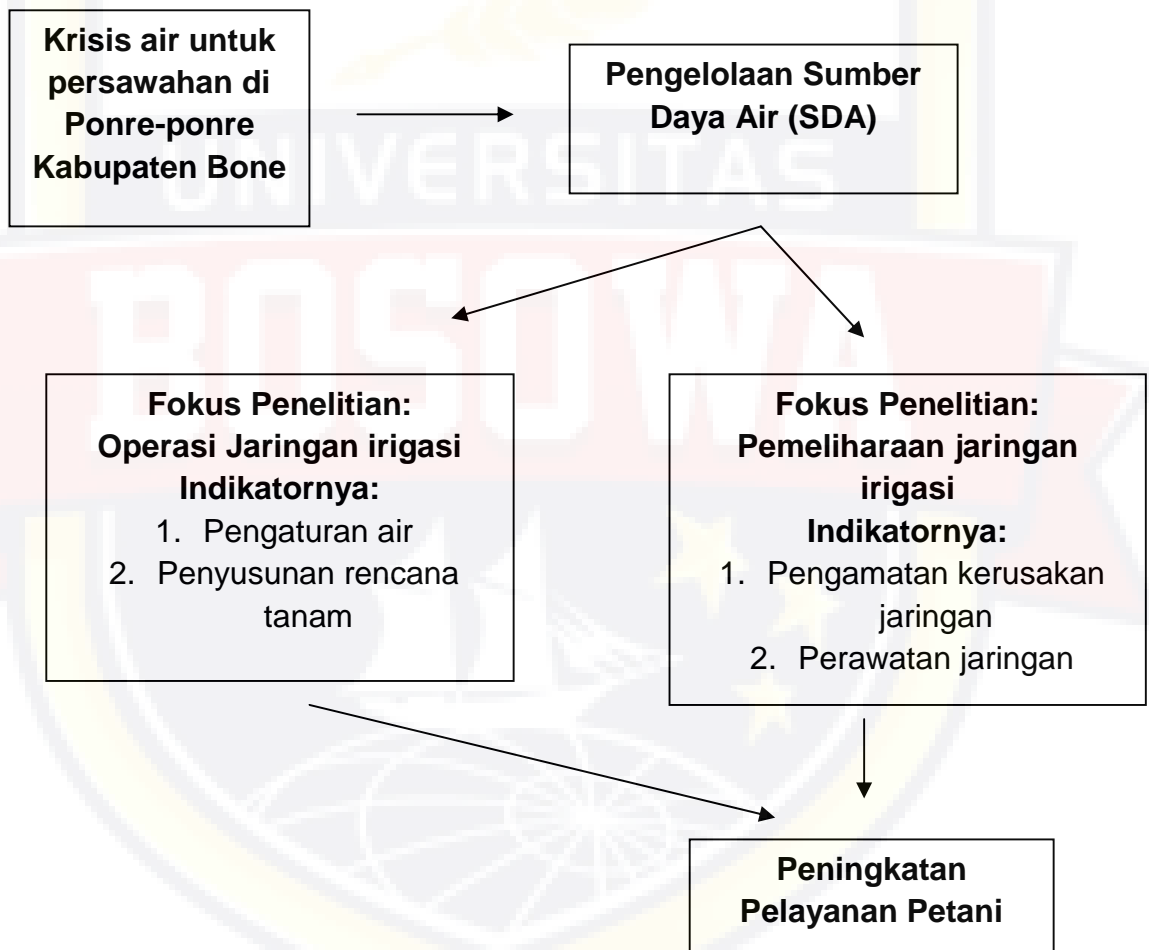 Krisis air untuk
persawahan di
Ponre-ponre
Kabupaten Bone
Pengelolaan Sumber
Daya Air (SDA)
UNIVERSITAS
BOSOWA
Fokus Penelitian:
Operasi Jaringan irigasi
Indikatornya:
1. Pengaturan air
2. Penyusunan rencana
tanam
Fokus Penelitian:
Pemeliharaan jaringan
irigasi
Indikatornya:
1. Pengamatan kerusakan
jaringan
2. Perawatan jaringan
Peningkatan
Pelayanan Petani